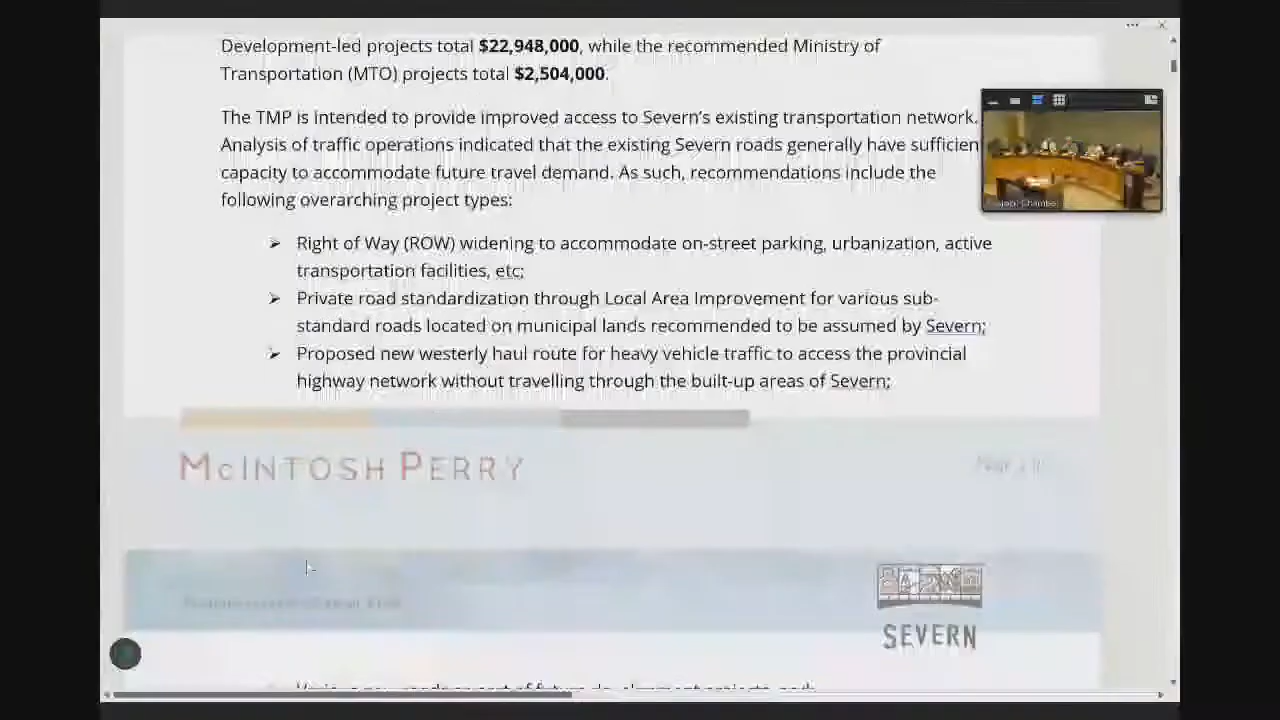 Development-led projects total $22,948,000, while the recommended Ministry of
Transportation (MTO) projects total $2,504,000.
The TMP is intended to provide improved access to Severn's existing transportation network.
Analysis of traffic operations indicated that the existing Severn roads generally have sufficien
capacity to accommodate future travel demand. As such, recommendations include the
following overarching project types:
➢ Right of Way (ROW) widening to accommodate on-street parking, urbanization, active
transportation facilities, etc;
➢ Private road standardization through Local Area Improvement for various sub-
standard roads located on municipal lands recommended to be assumed by Severn;
➢ Proposed new westerly haul route for heavy vehicle traffic to access the provincial
highway network without travelling through the built-up areas of Severn;
McINTOSH PERRY
SEVERN